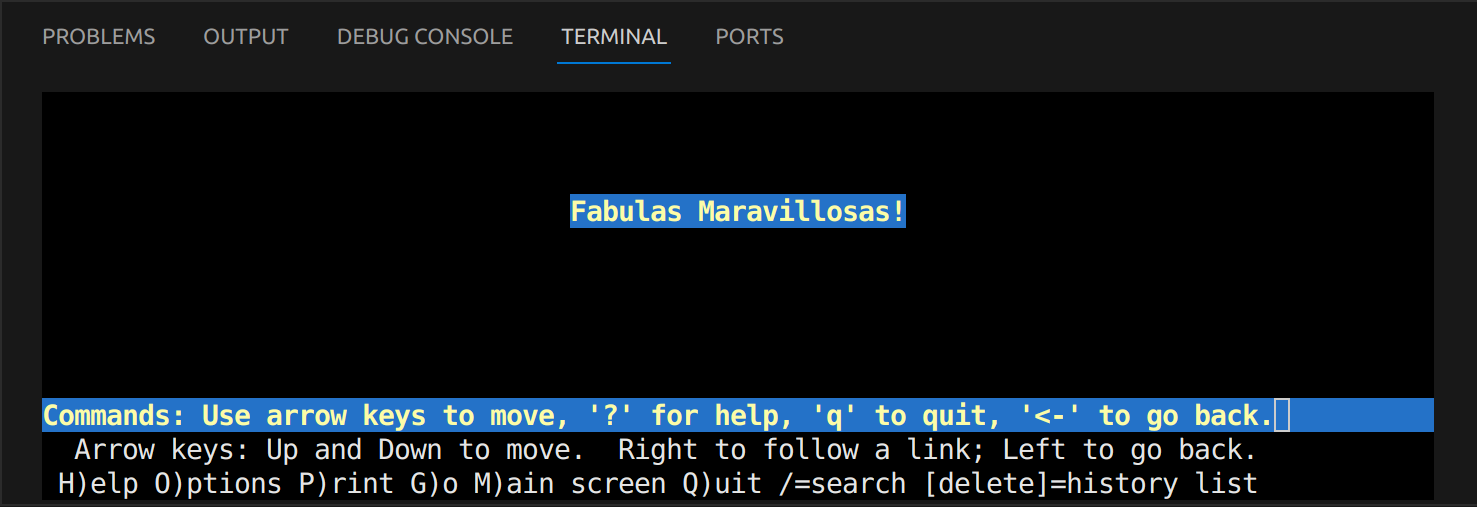 PROBLEMS OUTPUT DEBUG CONSOLE TERMINAL PORTS
Fabulas Maravillosas!
Commands: Use arrow keys to move, '?' for help, 'q' to quit, '<-' to go back.
Arrow keys: Up and Down to move.  Right to follow a link; Left to go back.
H)elp O)ptions P)rint G)o M)ain screen Q)uit /=search [delete]=history list